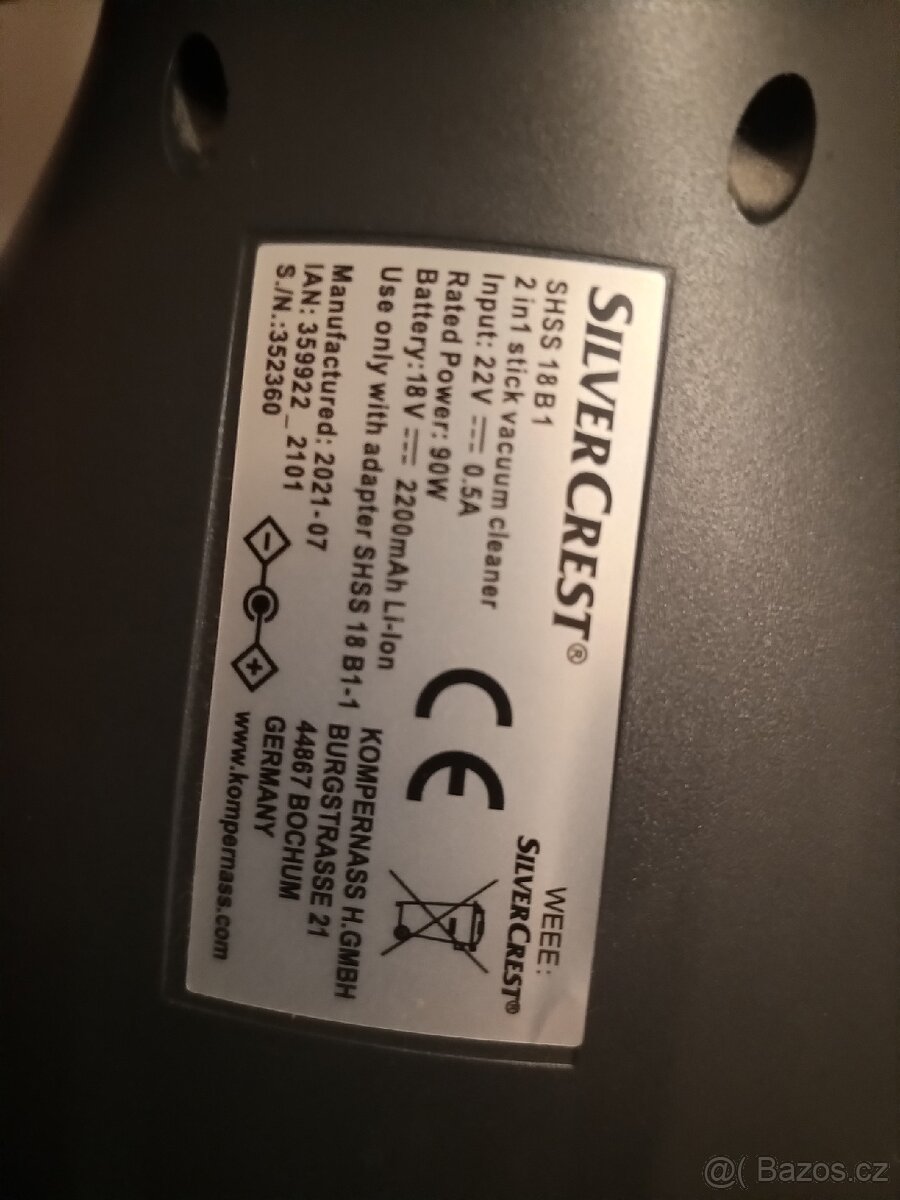 SILVERCREST®
SHSS 18 B1
2 in1 stick vacuum cleaner
Input: 22V ⎓ 0.5A
Rated Power: 90W
Battery:18V ⎓ 2200mAh Li-Ion
Use only with adapter SHSS 18 B1-1
Manufactured: 2021-07
IAN: 359922_2101
S./N.:352360
- +
CE
WEEE:
SILVERCREST®
KOMPERNASS H.GMBH
BURGSTRASSE 21
44867 BOCHUM
GERMANY
www.kompernass.com
@( Bazos.cz